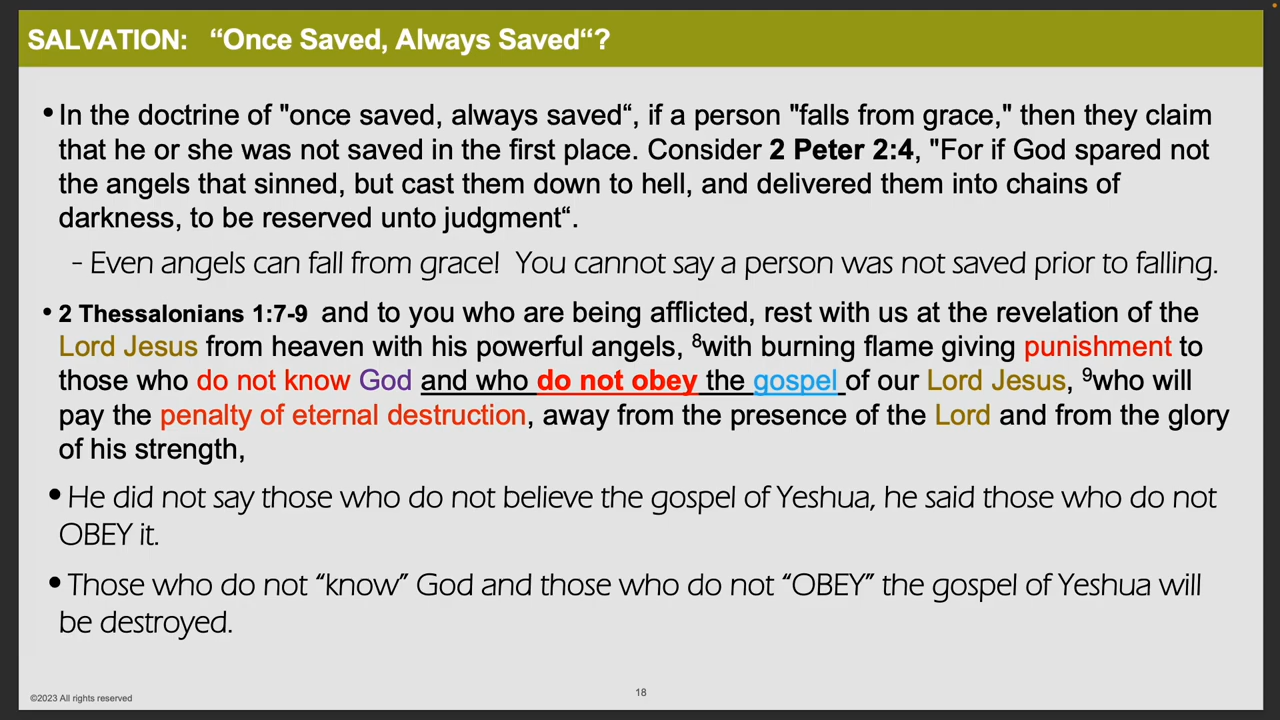 SALVATION: “Once Saved, Always Saved“?
•In the doctrine of "once saved, always saved“, if a person "falls from grace," then they claim
that he or she was not saved in the first place. Consider 2 Peter 2:4, "For if God spared not
the angels that sinned, but cast them down to hell, and delivered them into chains of
darkness, to be reserved unto judgment“.
- Even angels can fall from grace! You cannot say a person was not saved prior to falling.
• 2 Thessalonians 1:7-9 and to you who are being afflicted, rest with us at the revelation of the
Lord Jesus from heaven with his powerful angels, ⁸with burning flame giving punishment to
those who do not know God and who do not obey the gospel of our Lord Jesus, ⁹who will
pay the penalty of eternal destruction, away from the presence of the Lord and from the glory
of his strength,
• He did not say those who do not believe the gospel of Yeshua, he said those who do not
OBEY it.
• Those who do not “know” God and those who do not “OBEY” the gospel of Yeshua will
be destroyed.
©2023 All rights reserved
18